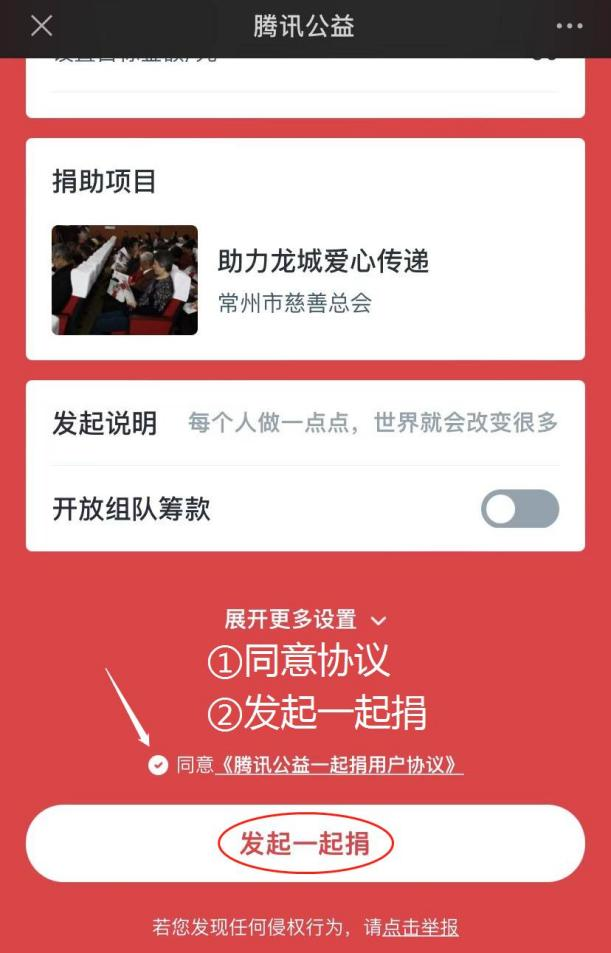 腾讯公益
捐助项目
助力龙城爱心传递
常州市慈善总会
发起说明 每个人做一点点，世界就会改变很多
开放组队筹款
展开更多设置
①同意协议
②发起一起捐
同意《腾讯公益一起捐用户协议》
发起一起捐
若您发现任何侵权行为，请点击举报